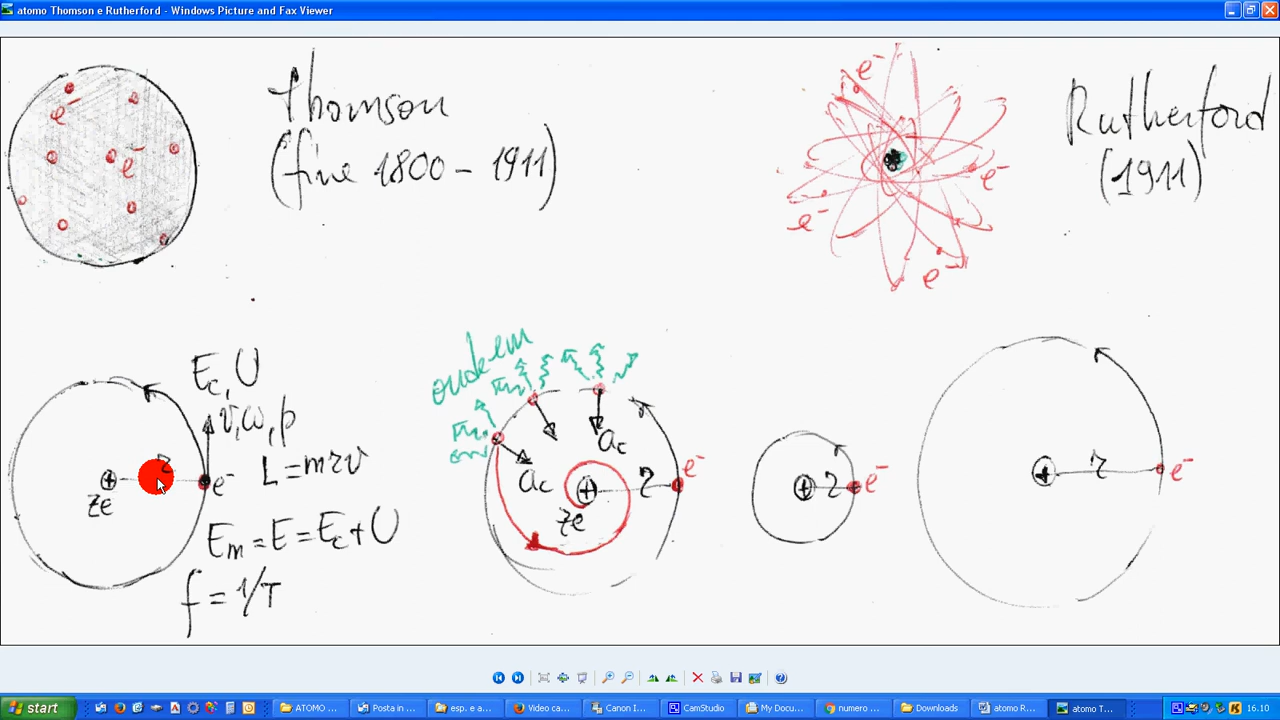 atomo Thomson e Rutherford - Windows Picture and Fax Viewer
Thomson
(fine 1800 - 1911)
e⁻
e⁻
Rutherford
(1911)
e⁻
e⁻
e⁻
e⁻
Ec, U
v, ω, p
r
Ze
e⁻
L = mrv
Em = E = Ec + U
f = 1/T
onde em
ac
ac
r
e⁻
Ze
r
e⁻
r
e⁻
start
ATOMO ...
Posta in ...
esp. e a...
Video ca...
Canon I...
CamStudio
My Docu...
numero ...
Downloads
atomo R...
atomo T...
16.10